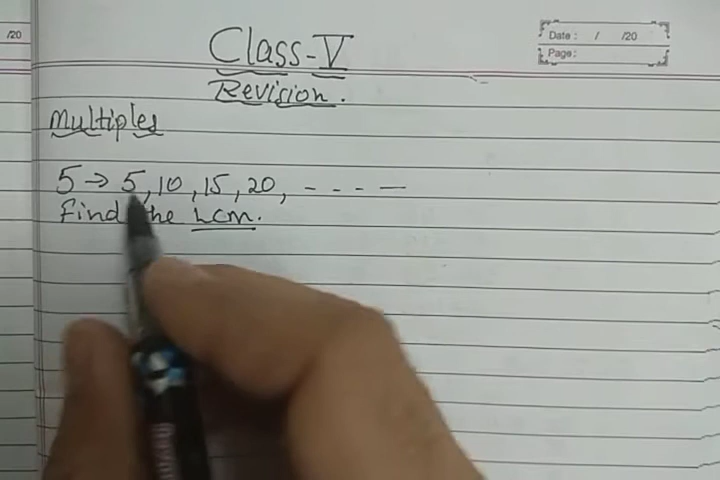 /20
Date: / /20
Page:
Class-V
Revision.
Multiples
5 → 5, 10, 15, 20, - - - -
Find the LCM.